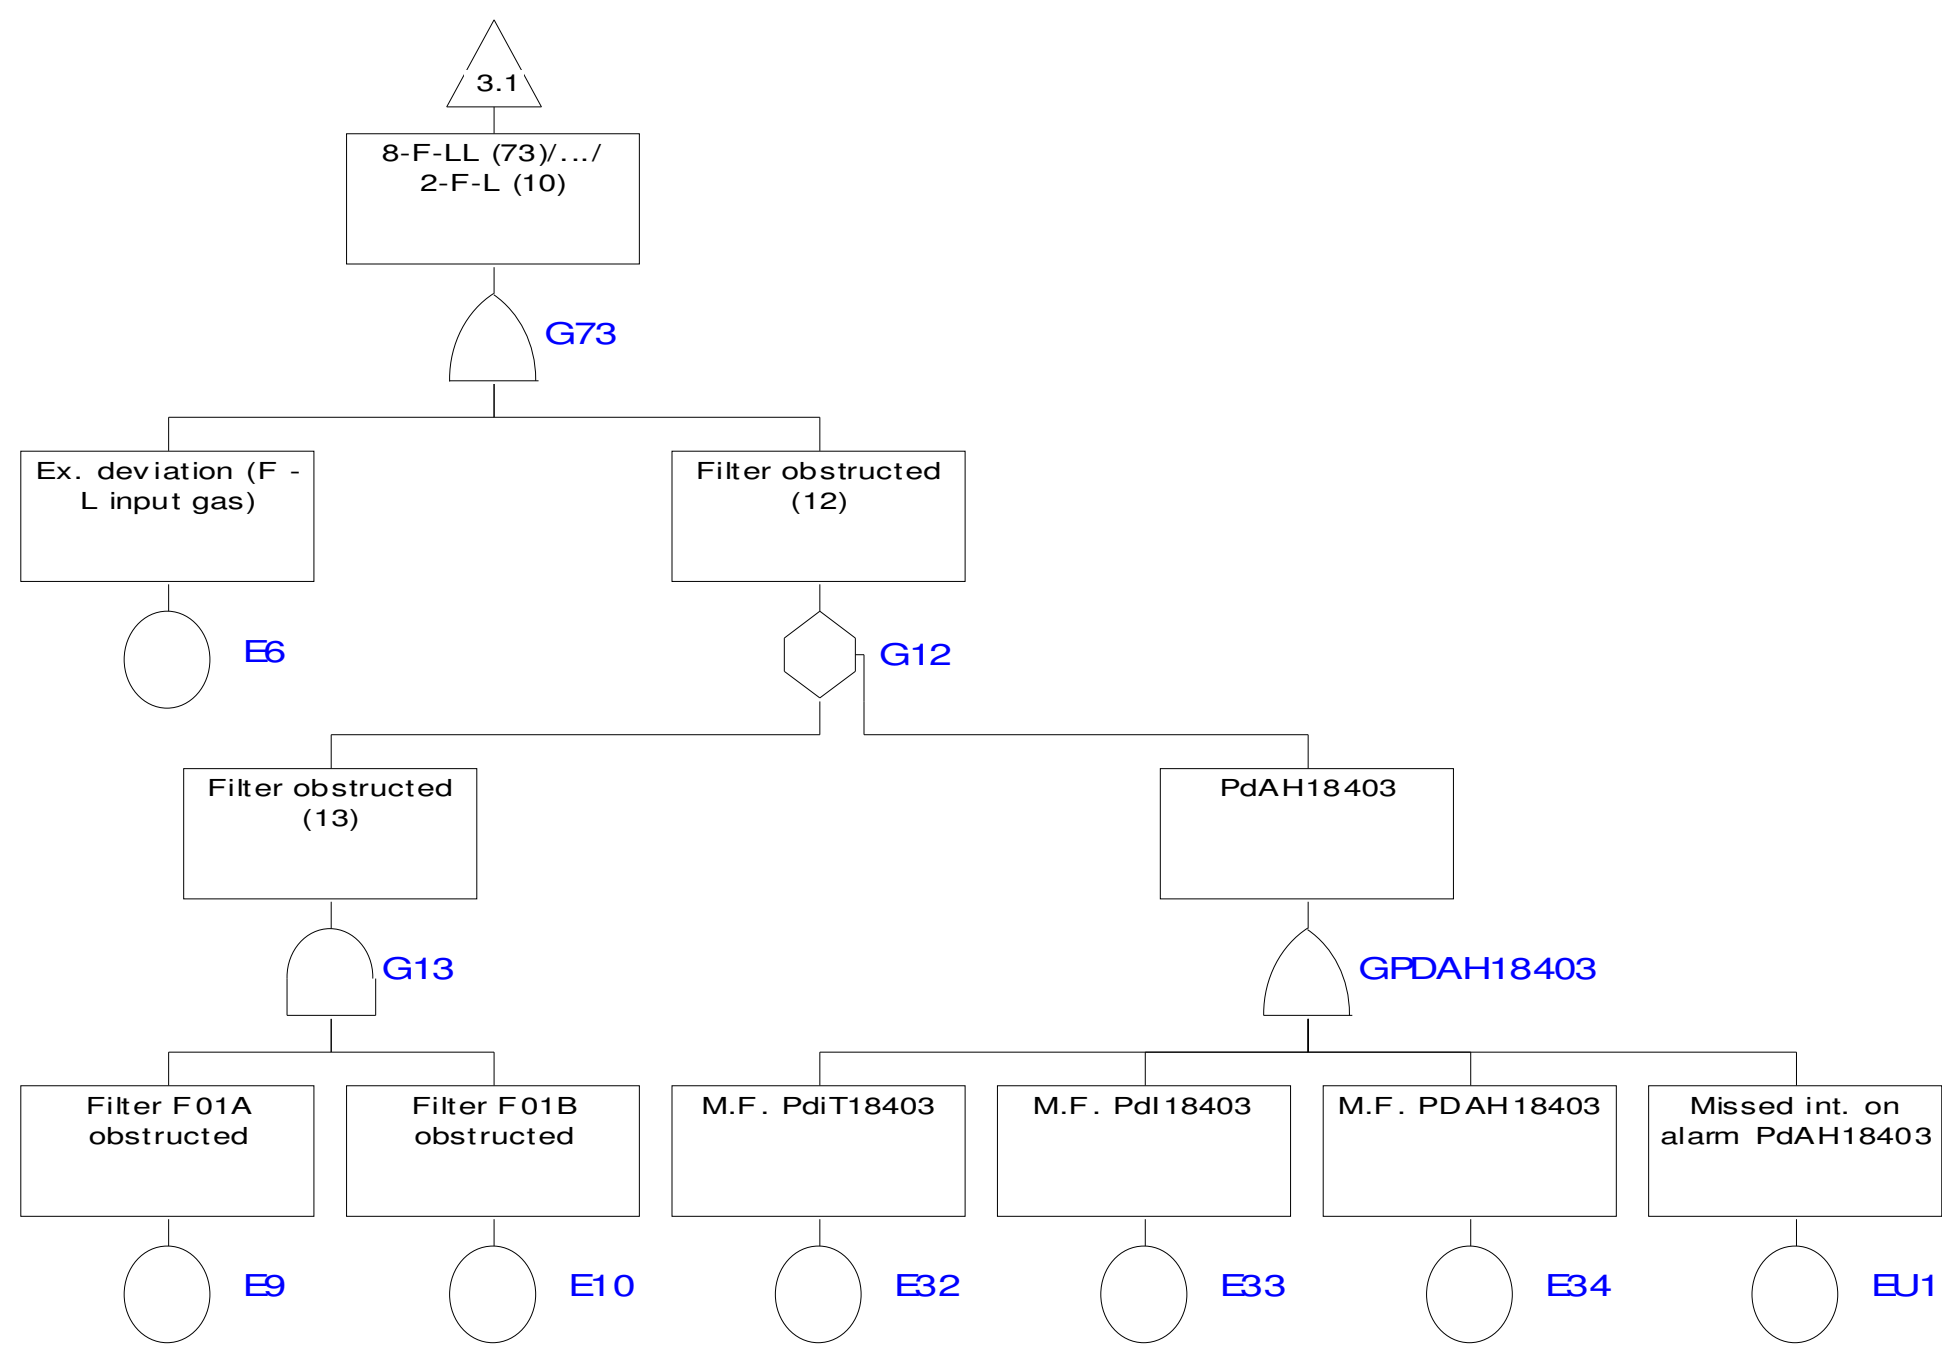 3.1
8-F-LL (73)/.../
2-F-L (10)
G73
Ex. deviation (F -
L input gas)
Filter obstructed
(12)
E6
G12
Filter obstructed
(13)
PdAH18403
G13
GPDAH18403
Filter F01A
obstructed
Filter F01B
obstructed
M.F. PdiT18403
M.F. PdI18403
M.F. PDAH18403
Missed int. on
alarm PdAH18403
E9
E10
E32
E33
E34
EU1